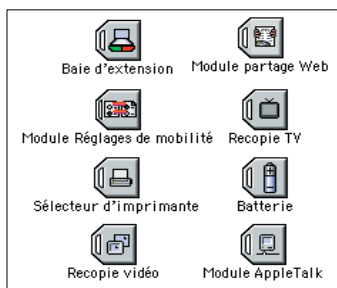 Baie d'extension
Module partage Web
Module Réglages de mobilité
Recopie TV
Sélecteur d'imprimante
Batterie
Recopie vidéo
Module AppleTalk